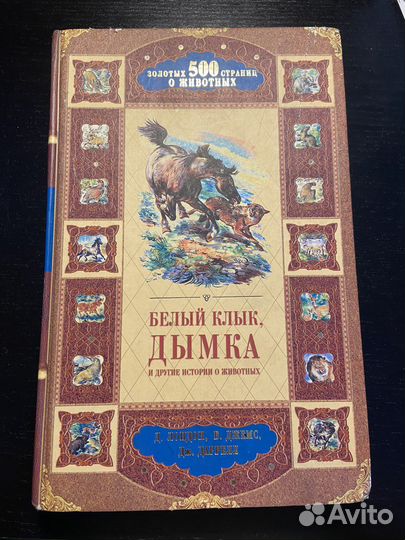 ЗОЛОТЫХ 500 СТРАНИЦ
О ЖИВОТНЫХ
БЕЛЫЙ КЛЫК,
ДЫМКА
И ДРУГИЕ ИСТОРИИ О ЖИВОТНЫХ
Д. ЛОНДОН, В. ДЖЕМС,
ДЖ. ДАРРЕЛЛ
Avito